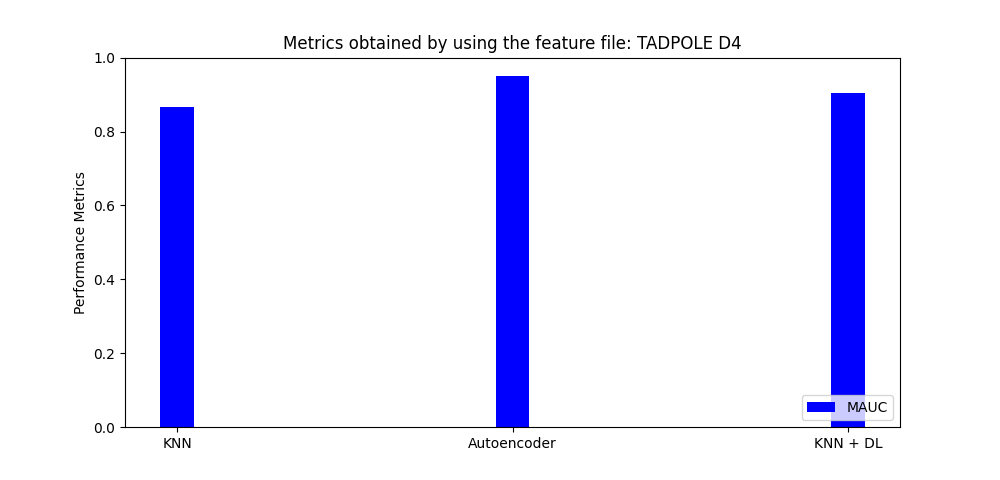 Metrics obtained by using the feature file: TADPOLE D4
1.0
0.8
0.6
0.4
0.2
0.0
Performance Metrics
MAUC
KNN
Autoencoder
KNN + DL